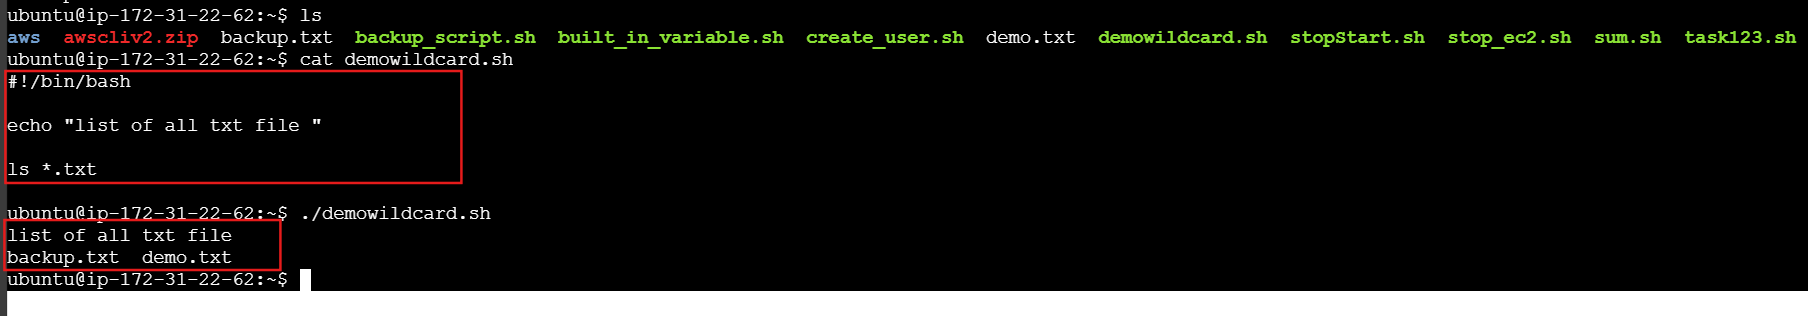 ubuntu@ip-172-31-22-62:~$ ls
aws awscliv2.zip backup.txt backup_script.sh built_in_variable.sh create_user.sh demo.txt demowildcard.sh stopStart.sh stop_ec2.sh sum.sh task123.sh
ubuntu@ip-172-31-22-62:~$ cat demowildcard.sh
#!/bin/bash
echo "list of all txt file "
ls *.txt
ubuntu@ip-172-31-22-62:~$ ./demowildcard.sh
list of all txt file
backup.txt demo.txt
ubuntu@ip-172-31-22-62:~$